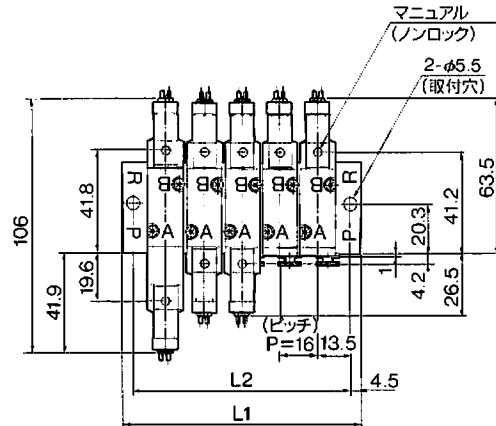 マニュアル
(ノンロック)
2-φ5.5
(取付穴)
106
41.8
19.6
41.9
R
P
B
A
B
A
B
A
B
A
B
A
R
P
63.5
41.2
20.3
1
4.2
26.5
(ピッチ)
P=16
13.5
L2
4.5
L1